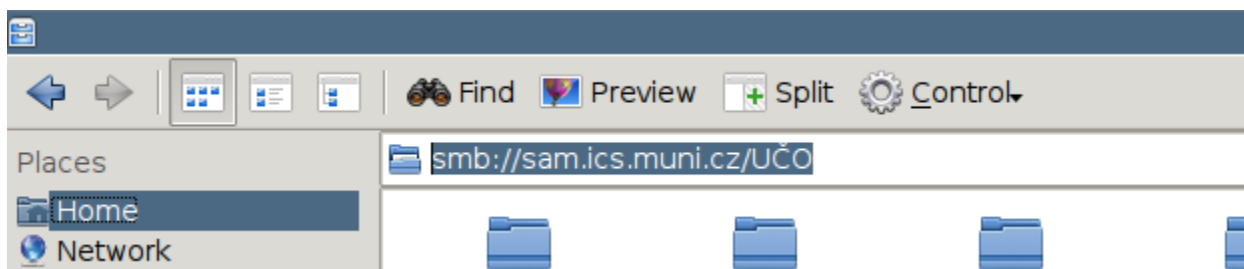 Find Preview Split Control
Places
smb://sam.ics.muni.cz/UČO
Home
Network